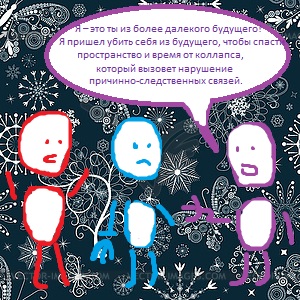 Я – это ты из более далекого будущего!
Я пришел убить себя из будущего, чтобы спасти
пространство и время от коллапса,
который вызовет нарушение
причинно-следственных связей.